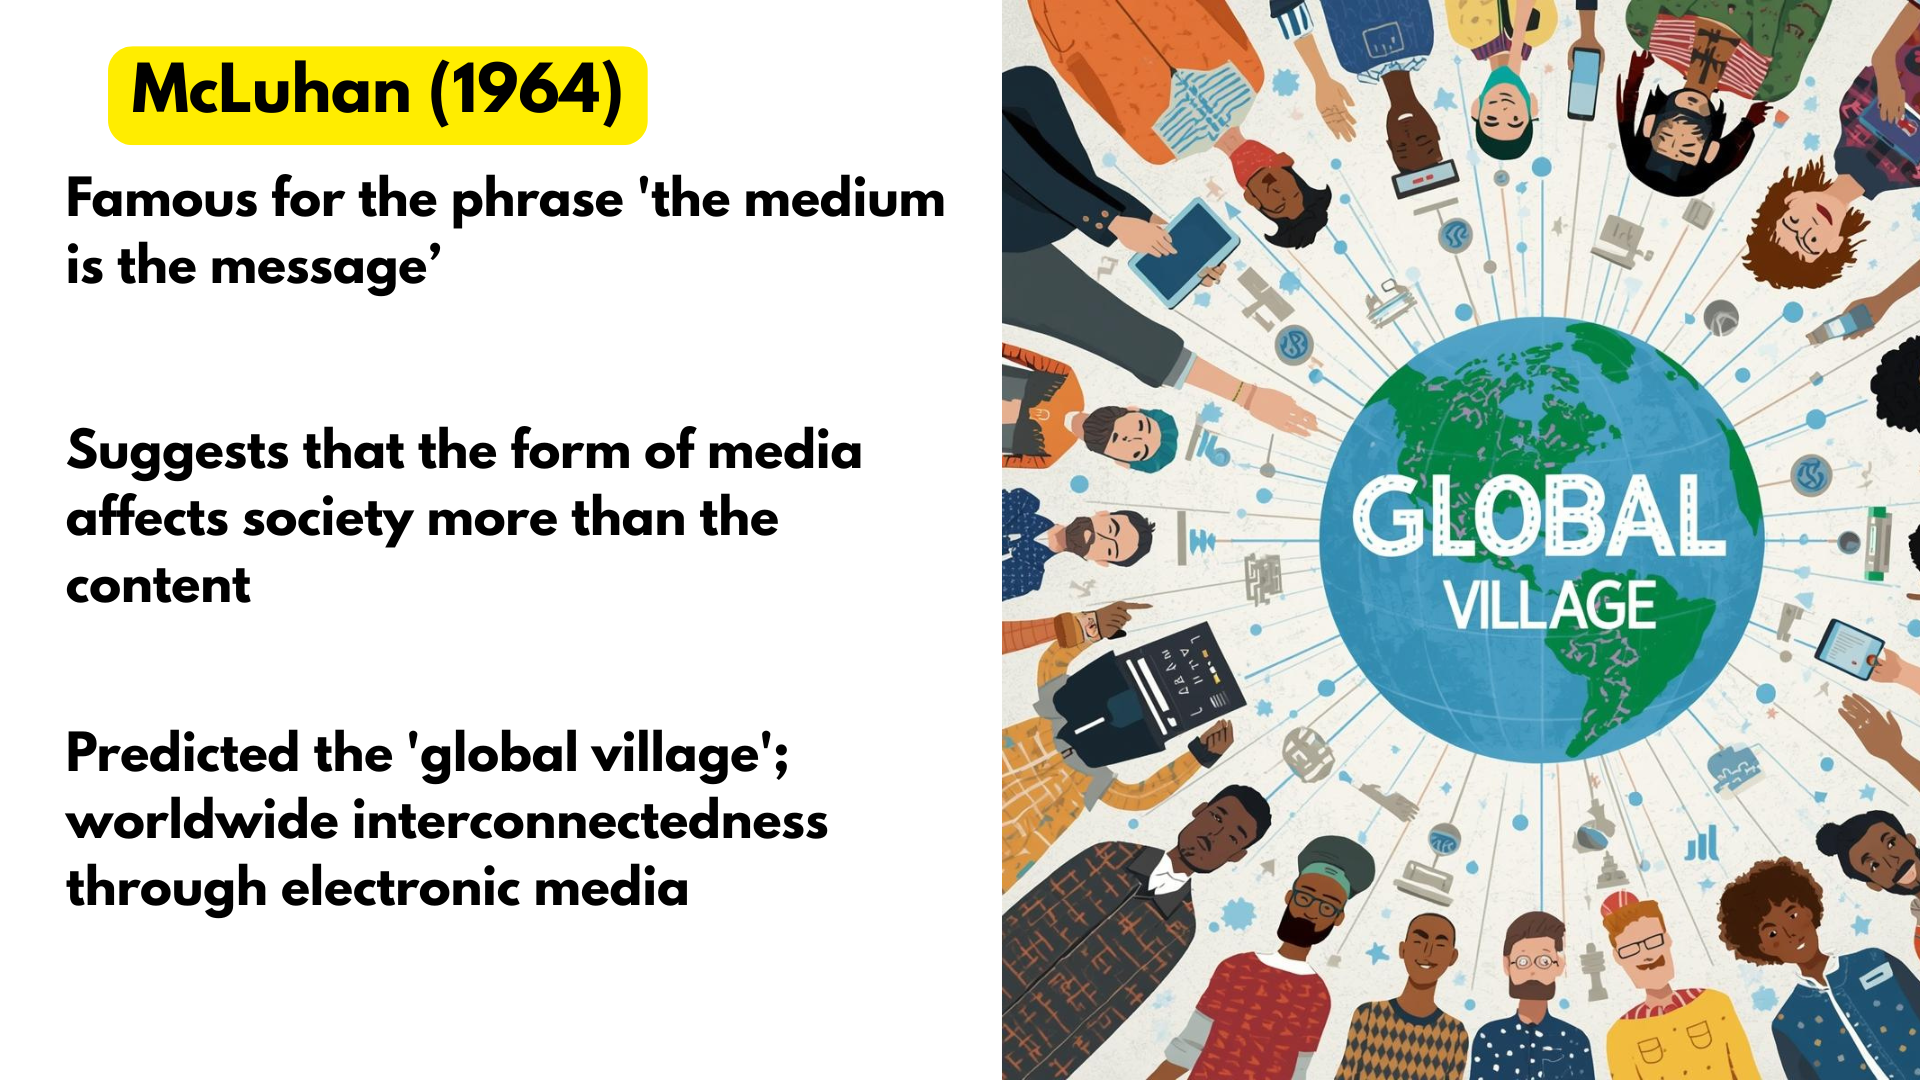 McLuhan (1964)
Famous for the phrase 'the medium
is the message’
Suggests that the form of media
affects society more than the
content
Predicted the 'global village';
worldwide interconnectedness
through electronic media
GLOBAL
VILLAGE